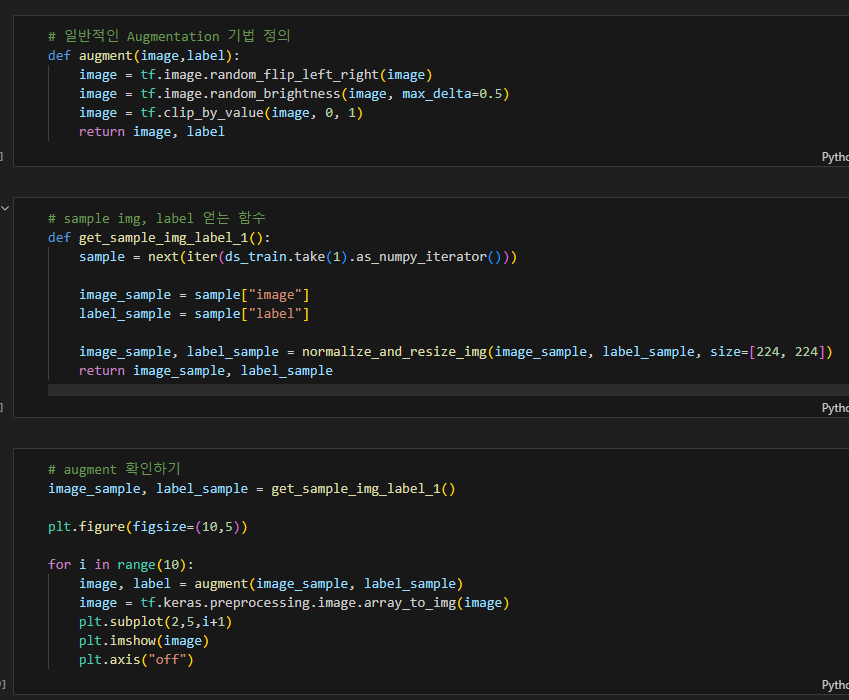 # 일반적인 Augmentation 기법 정의
def augment(image,label):
    image = tf.image.random_flip_left_right(image)
    image = tf.image.random_brightness(image, max_delta=0.5)
    image = tf.clip_by_value(image, 0, 1)
    return image, label
]
Pytho
# sample img, label 얻는 함수
def get_sample_img_label_1():
    sample = next(iter(ds_train.take(1).as_numpy_iterator()))
    image_sample = sample["image"]
    label_sample = sample["label"]
    image_sample, label_sample = normalize_and_resize_img(image_sample, label_sample, size=[224, 224])
    return image_sample, label_sample
]
Pytho
# augment 확인하기
image_sample, label_sample = get_sample_img_label_1()
plt.figure(figsize=(10,5))
for i in range(10):
    image, label = augment(image_sample, label_sample)
    image = tf.keras.preprocessing.image.array_to_img(image)
    plt.subplot(2,5,i+1)
    plt.imshow(image)
    plt.axis("off")
]
Pytho